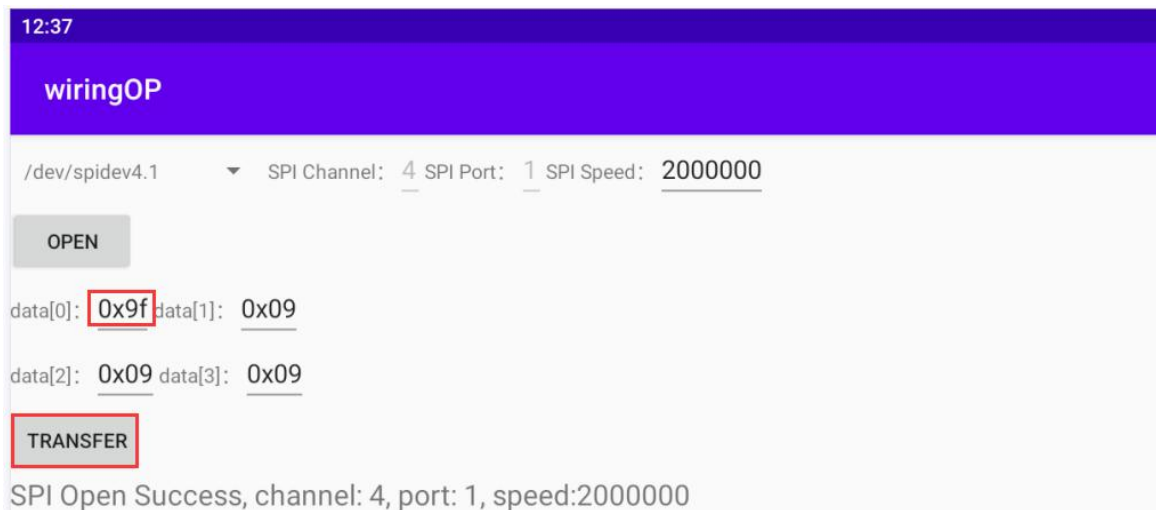 12:37
wiringOP
/dev/spidev4.1 SPI Channel: 4 SPI Port: 1 SPI Speed: 2000000
OPEN
data[0]: 0x9f data[1]: 0x09
data[2]: 0x09 data[3]: 0x09
TRANSFER
SPI Open Success, channel: 4, port: 1, speed:2000000